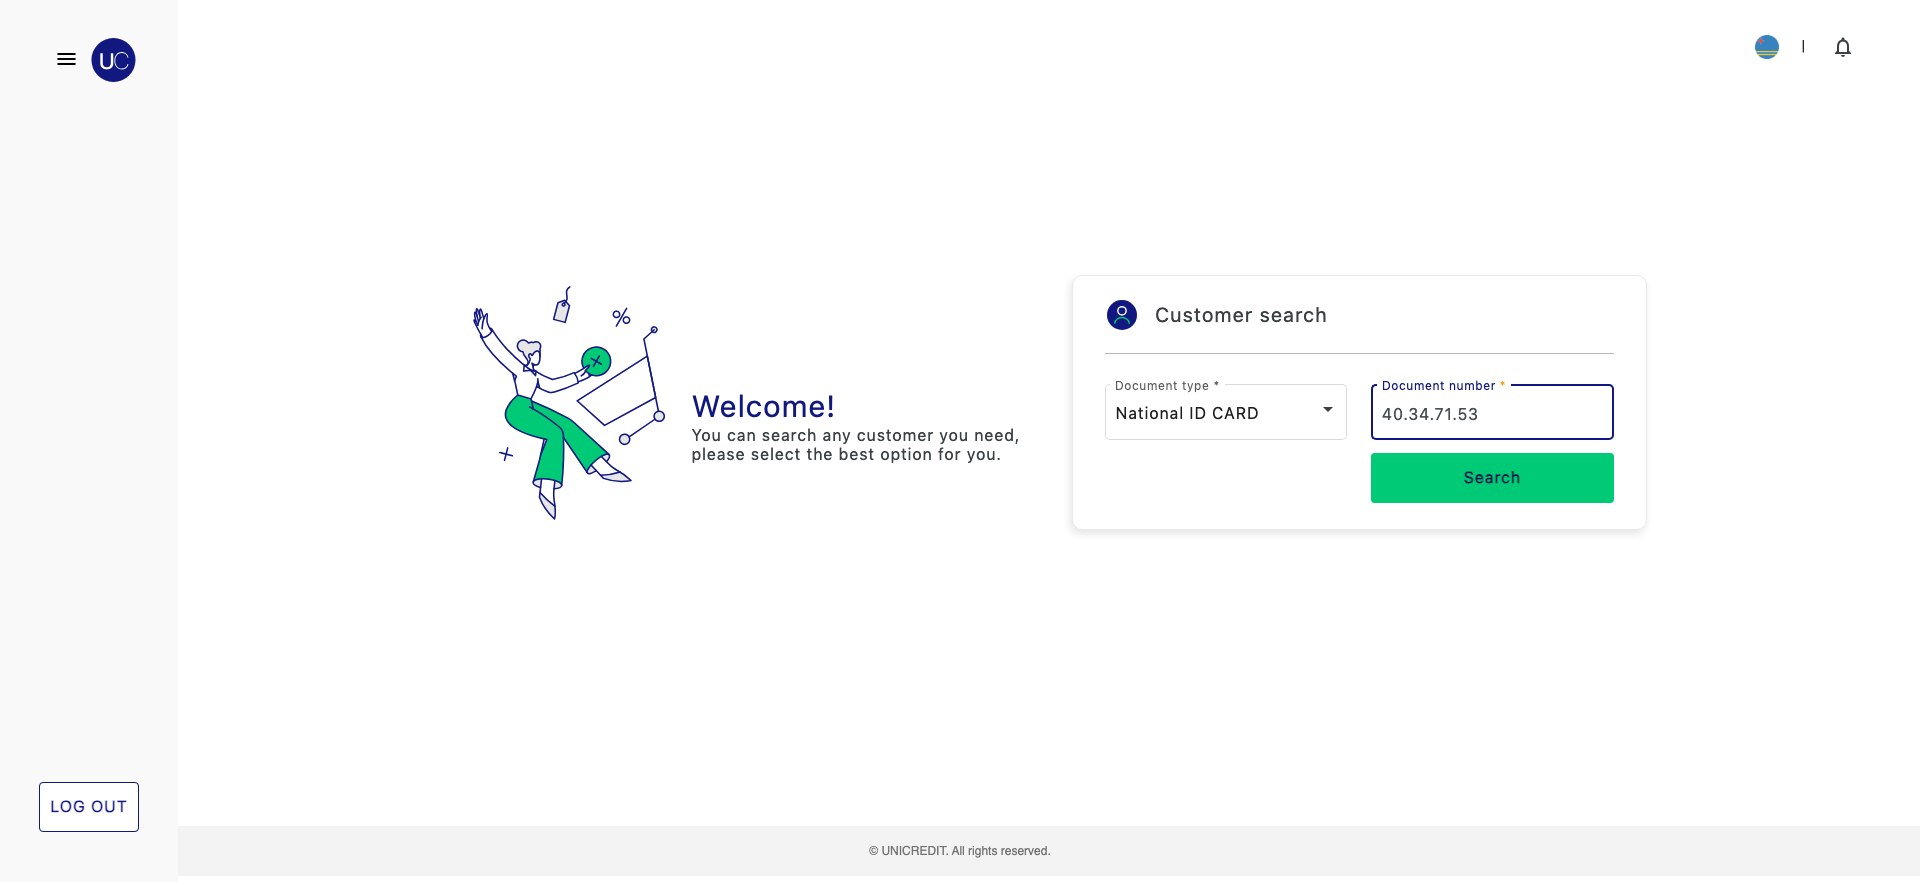 UC
Welcome!
You can search any customer you need,
please select the best option for you.
%
Customer search
Document type *
National ID CARD
Document number *
40.34.71.53
Search
LOG OUT
© UNICREDIT. All rights reserved.